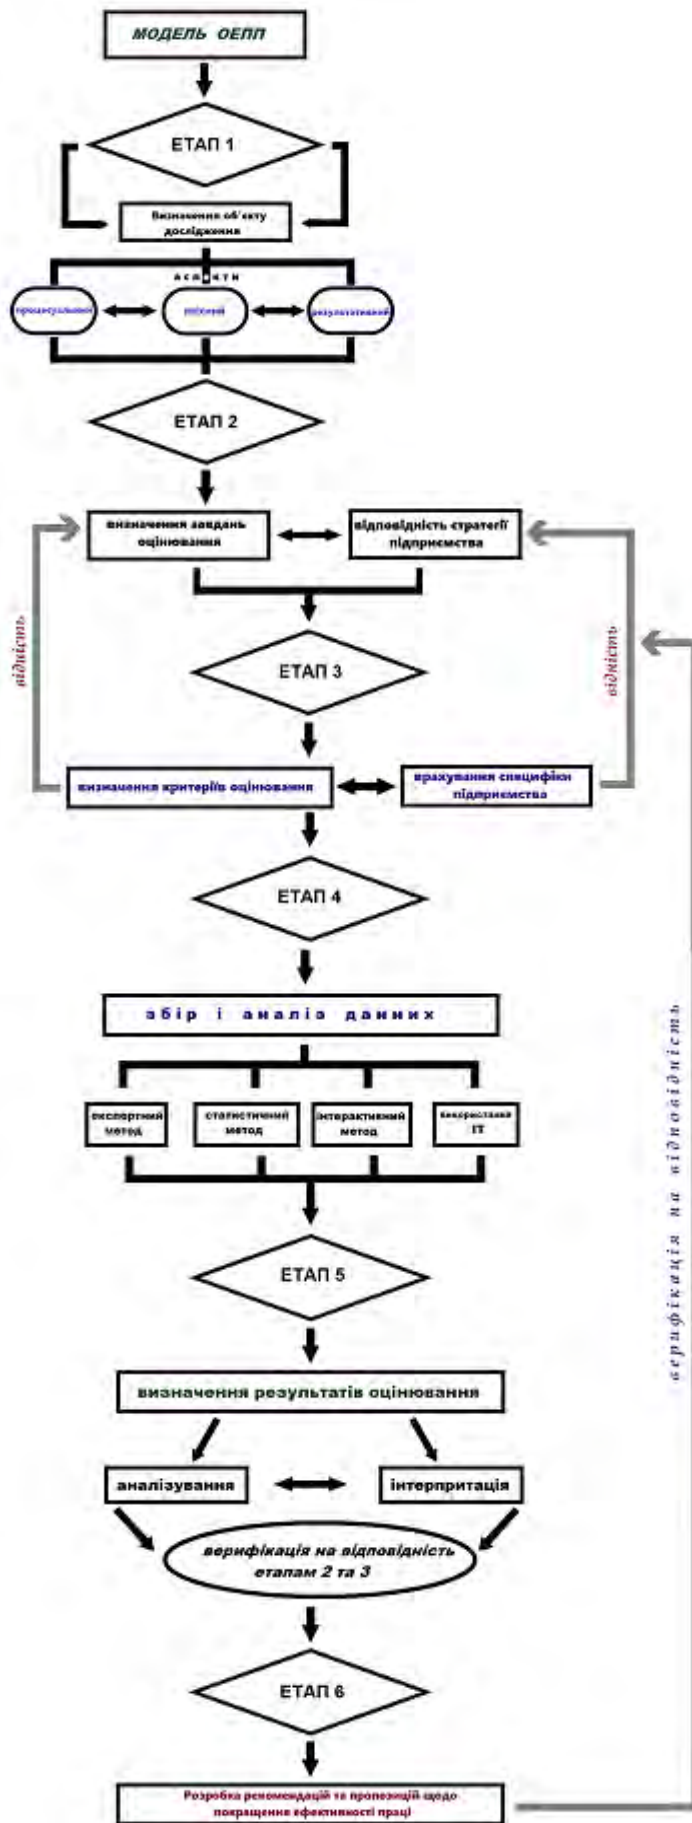 МОДЕЛЬ ОЕПП
ЕТАП 1
Визначення об'єкту
дослідження
аспекти
процесуальний
якісний
результативний
ЕТАП 2
визначення завдань
оцінювання
відповідність стратегії
підприємства
відність
відність
ЕТАП 3
визначення критеріїв оцінювання
врахування специфіки
підприємства
ЕТАП 4
збір і аналіз данних
експертний
метод
статистичний
метод
інтерактивний
метод
використання
ІТ
ЕТАП 5
верифікація на відповідність
визначення результатів оцінювання
аналізування
інтерпритація
верифікація на відповідність
етапам 2 та 3
ЕТАП 6
Розробка рекомендацій та пропозицій щодо
покращення ефективності праці